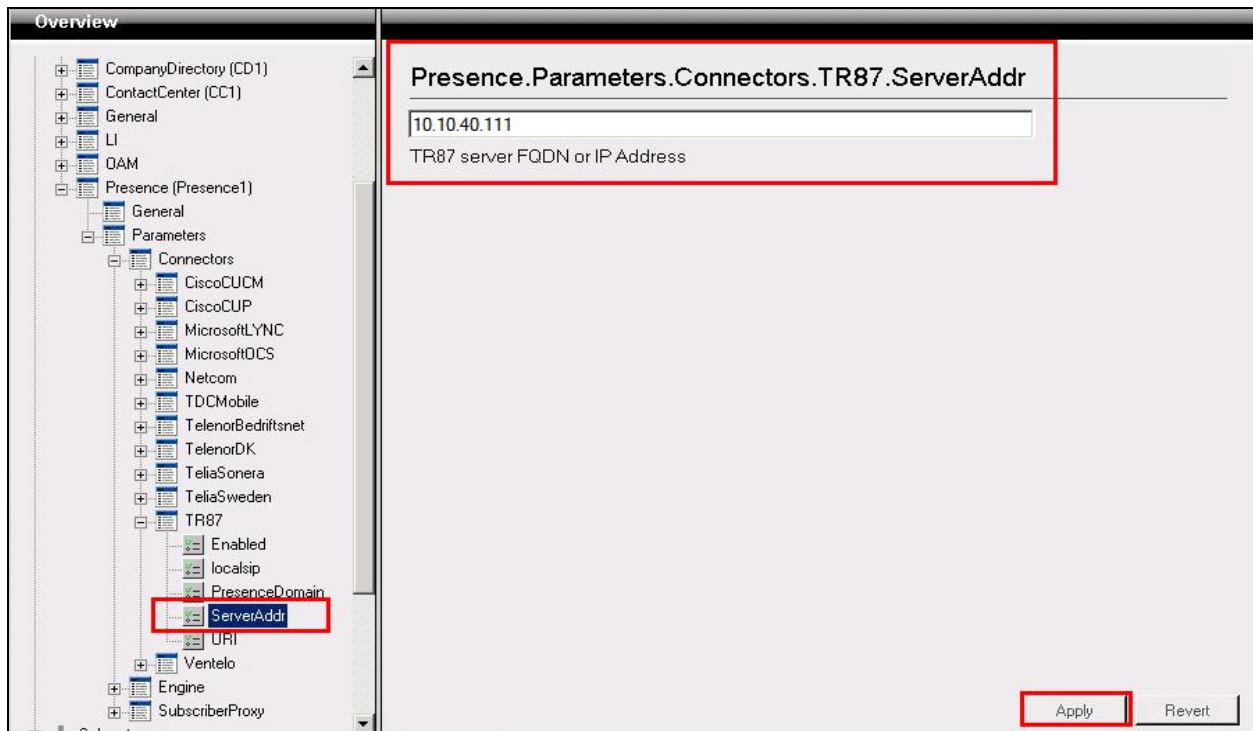 Overview
CompanyDirectory (CD1)
ContactCenter (CC1)
General
LI
OAM
Presence (Presence1)
General
Parameters
Connectors
CiscoCUCM
CiscoCUP
MicrosoftLYNC
MicrosoftOCS
Netcom
TDCMobile
TelenorBedriftsnet
TelenorDK
TeliaSonera
TeliaSweden
TR87
Enabled
localsip
PresenceDomain
ServerAddr
URI
Ventelo
Engine
SubscriberProxy
Presence.Parameters.Connectors.TR87.ServerAddr
10.10.40.111
TR87 server FQDN or IP Address
Apply
Revert